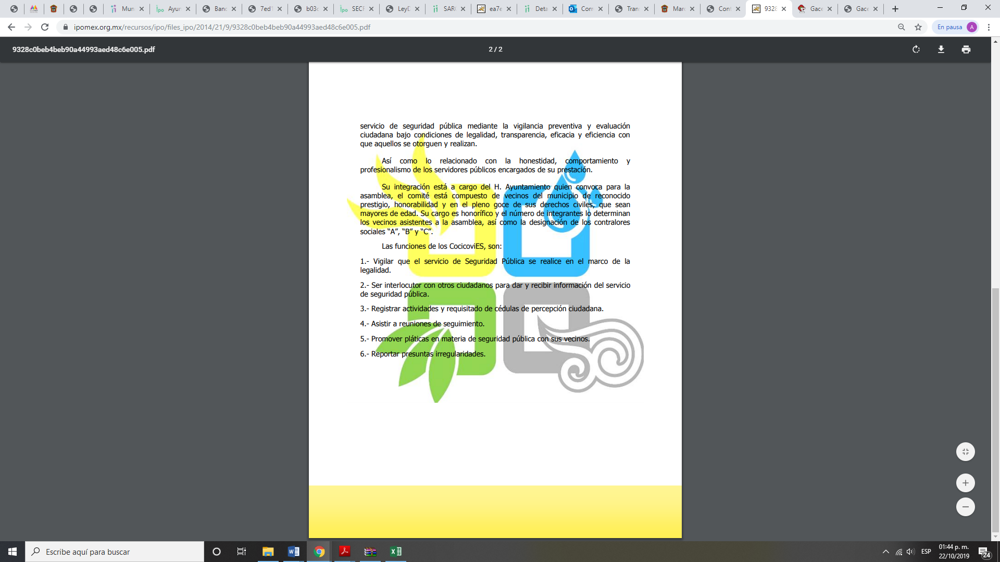 Mun
Ayur
Banc
7ed1
b03c
SECR
LeyD
SARC
ea7e
Deta
Corr
Tran
Marc
Cont
9328
Gace
Gace
ipomex.org.mx/recursos/ipo/files_ipo/2014/21/9/9328c0beb4beb90a44993aed48c6e005.pdf
En pausa A
9328c0beb4beb90a44993aed48c6e005.pdf
2 / 2
servicio de seguridad pública mediante la vigilancia preventiva y evaluación
ciudadana bajo condiciones de legalidad, transparencia, eficacia y eficiencia con
que aquellos se otorguen y realizan.
Así como lo relacionado con la honestidad, comportamiento y
profesionalismo de los servidores públicos encargados de su prestación.
Su integración está a cargo del H. Ayuntamiento quien convoca para la
asamblea, el comité está compuesto de vecinos del municipio de reconocido
prestigio, honorabilidad y en el pleno goce de sus derechos civiles, que sean
mayores de edad. Su cargo es honorífico y el número de integrantes lo determinan
los vecinos asistentes a la asamblea, así como la designación de los contralores
sociales “A”, “B” y “C”.
Las funciones de los CocicoviES, son:
1.- Vigilar que el servicio de Seguridad Pública se realice en el marco de la
legalidad.
2.- Ser interlocutor con otros ciudadanos para dar y recibir información del servicio
de seguridad pública.
3.- Registrar actividades y requisitado de cédulas de percepción ciudadana.
4.- Asistir a reuniones de seguimiento.
5.- Promover pláticas en materia de seguridad pública con sus vecinos.
6.- Reportar presuntas irregularidades.
Escribe aquí para buscar
ESP
01:44 p. m.
22/10/2019
24